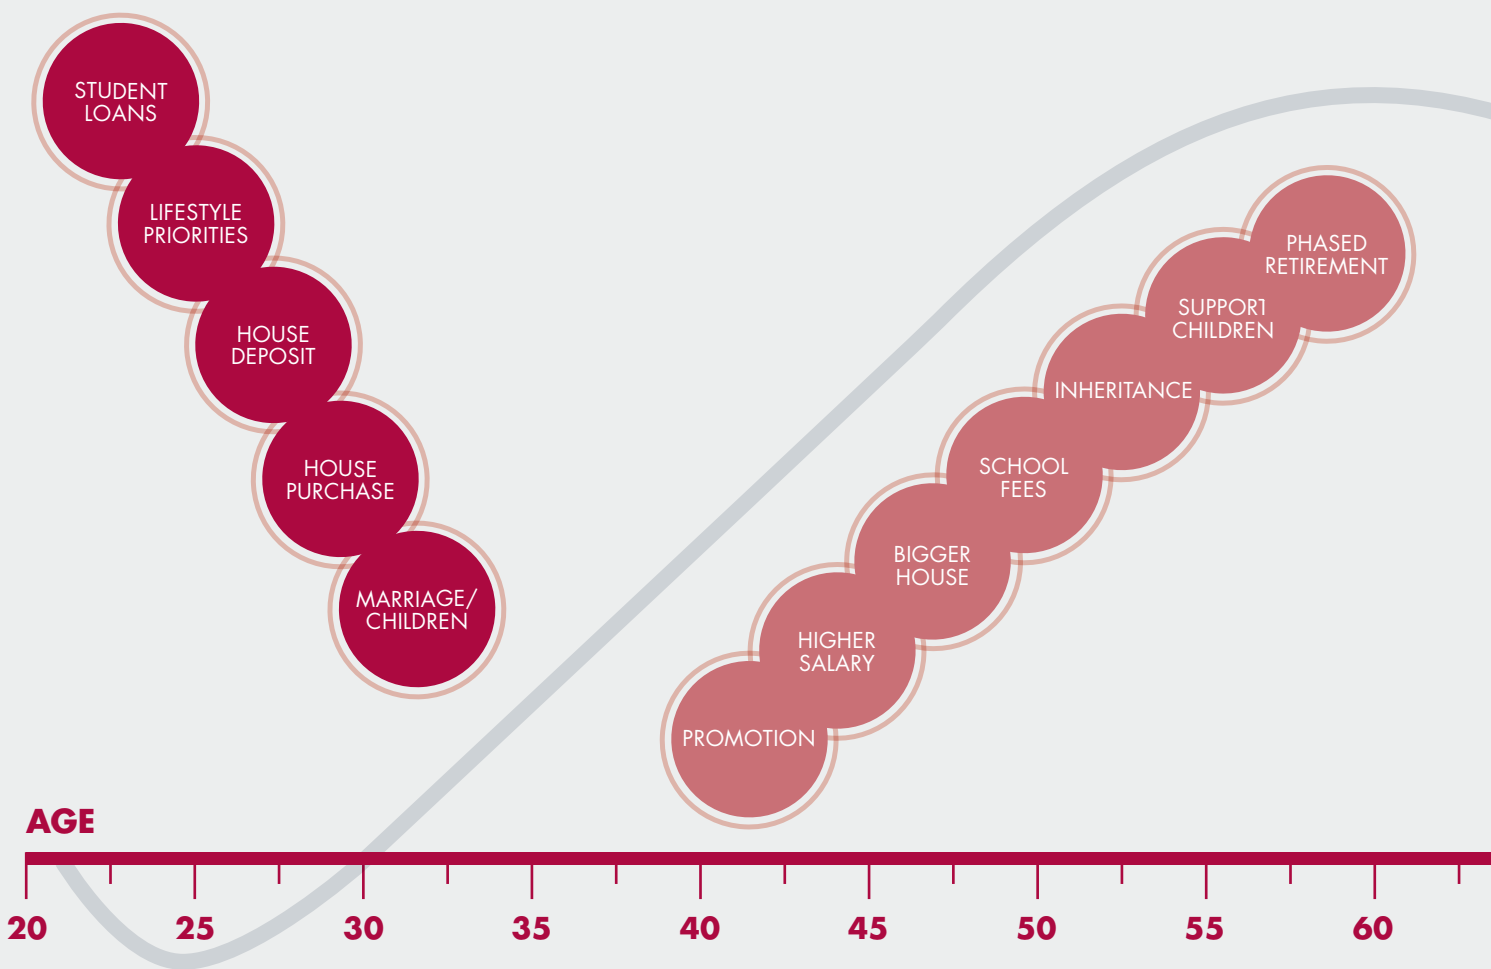 STUDENT
LOANS
LIFESTYLE
PRIORITIES
HOUSE
DEPOSIT
HOUSE
PURCHASE
MARRIAGE/
CHILDREN
PHASED
RETIREMENT
SUPPORT
CHILDREN
INHERITANCE
SCHOOL
FEES
BIGGER
HOUSE
HIGHER
SALARY
PROMOTION
AGE
20 25 30 35 40 45 50 55 60